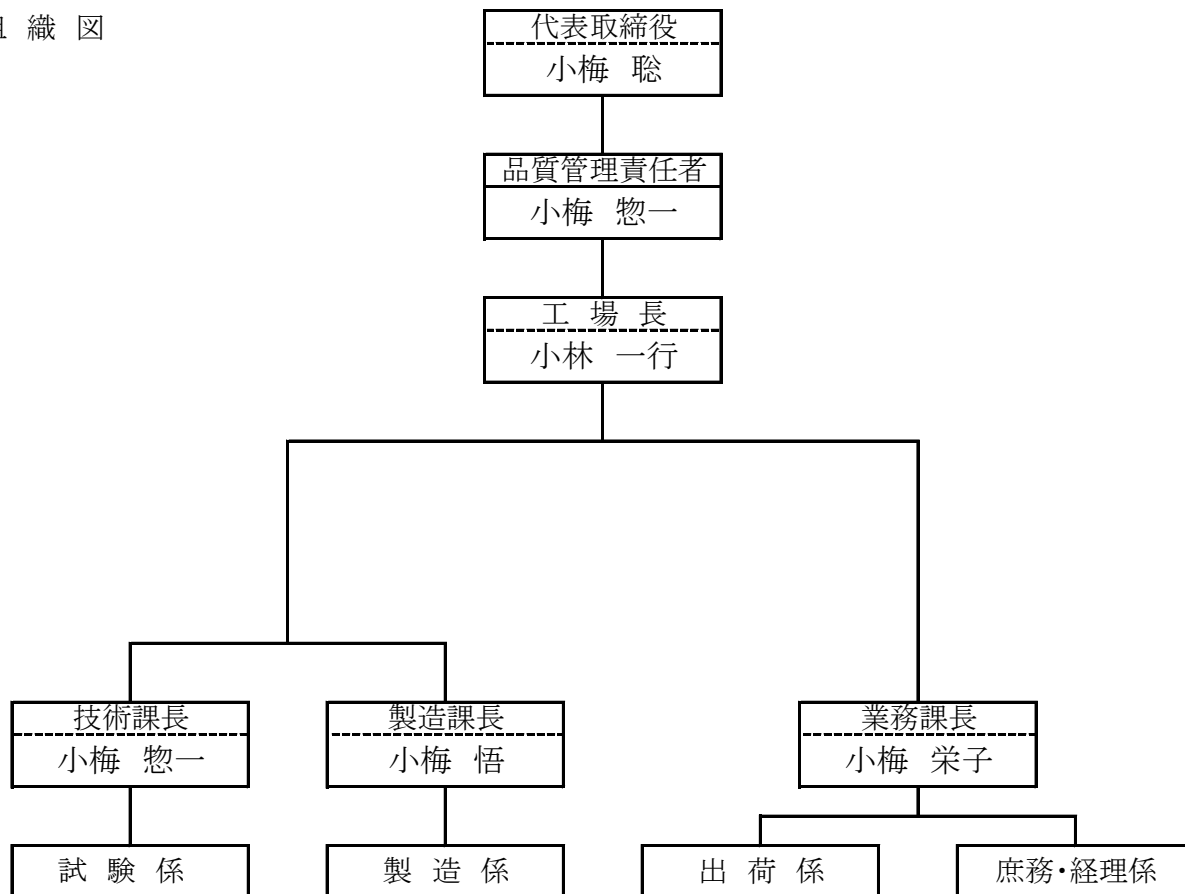 織 図
代表取締役
小梅 聡
品質管理責任者
小梅 惣一
工 場 長
小林 一行
技術課長
小梅 惣一
製造課長
小梅 悟
業務課長
小梅 栄子
試 験 係
製 造 係
出 荷 係
庶務・経理係